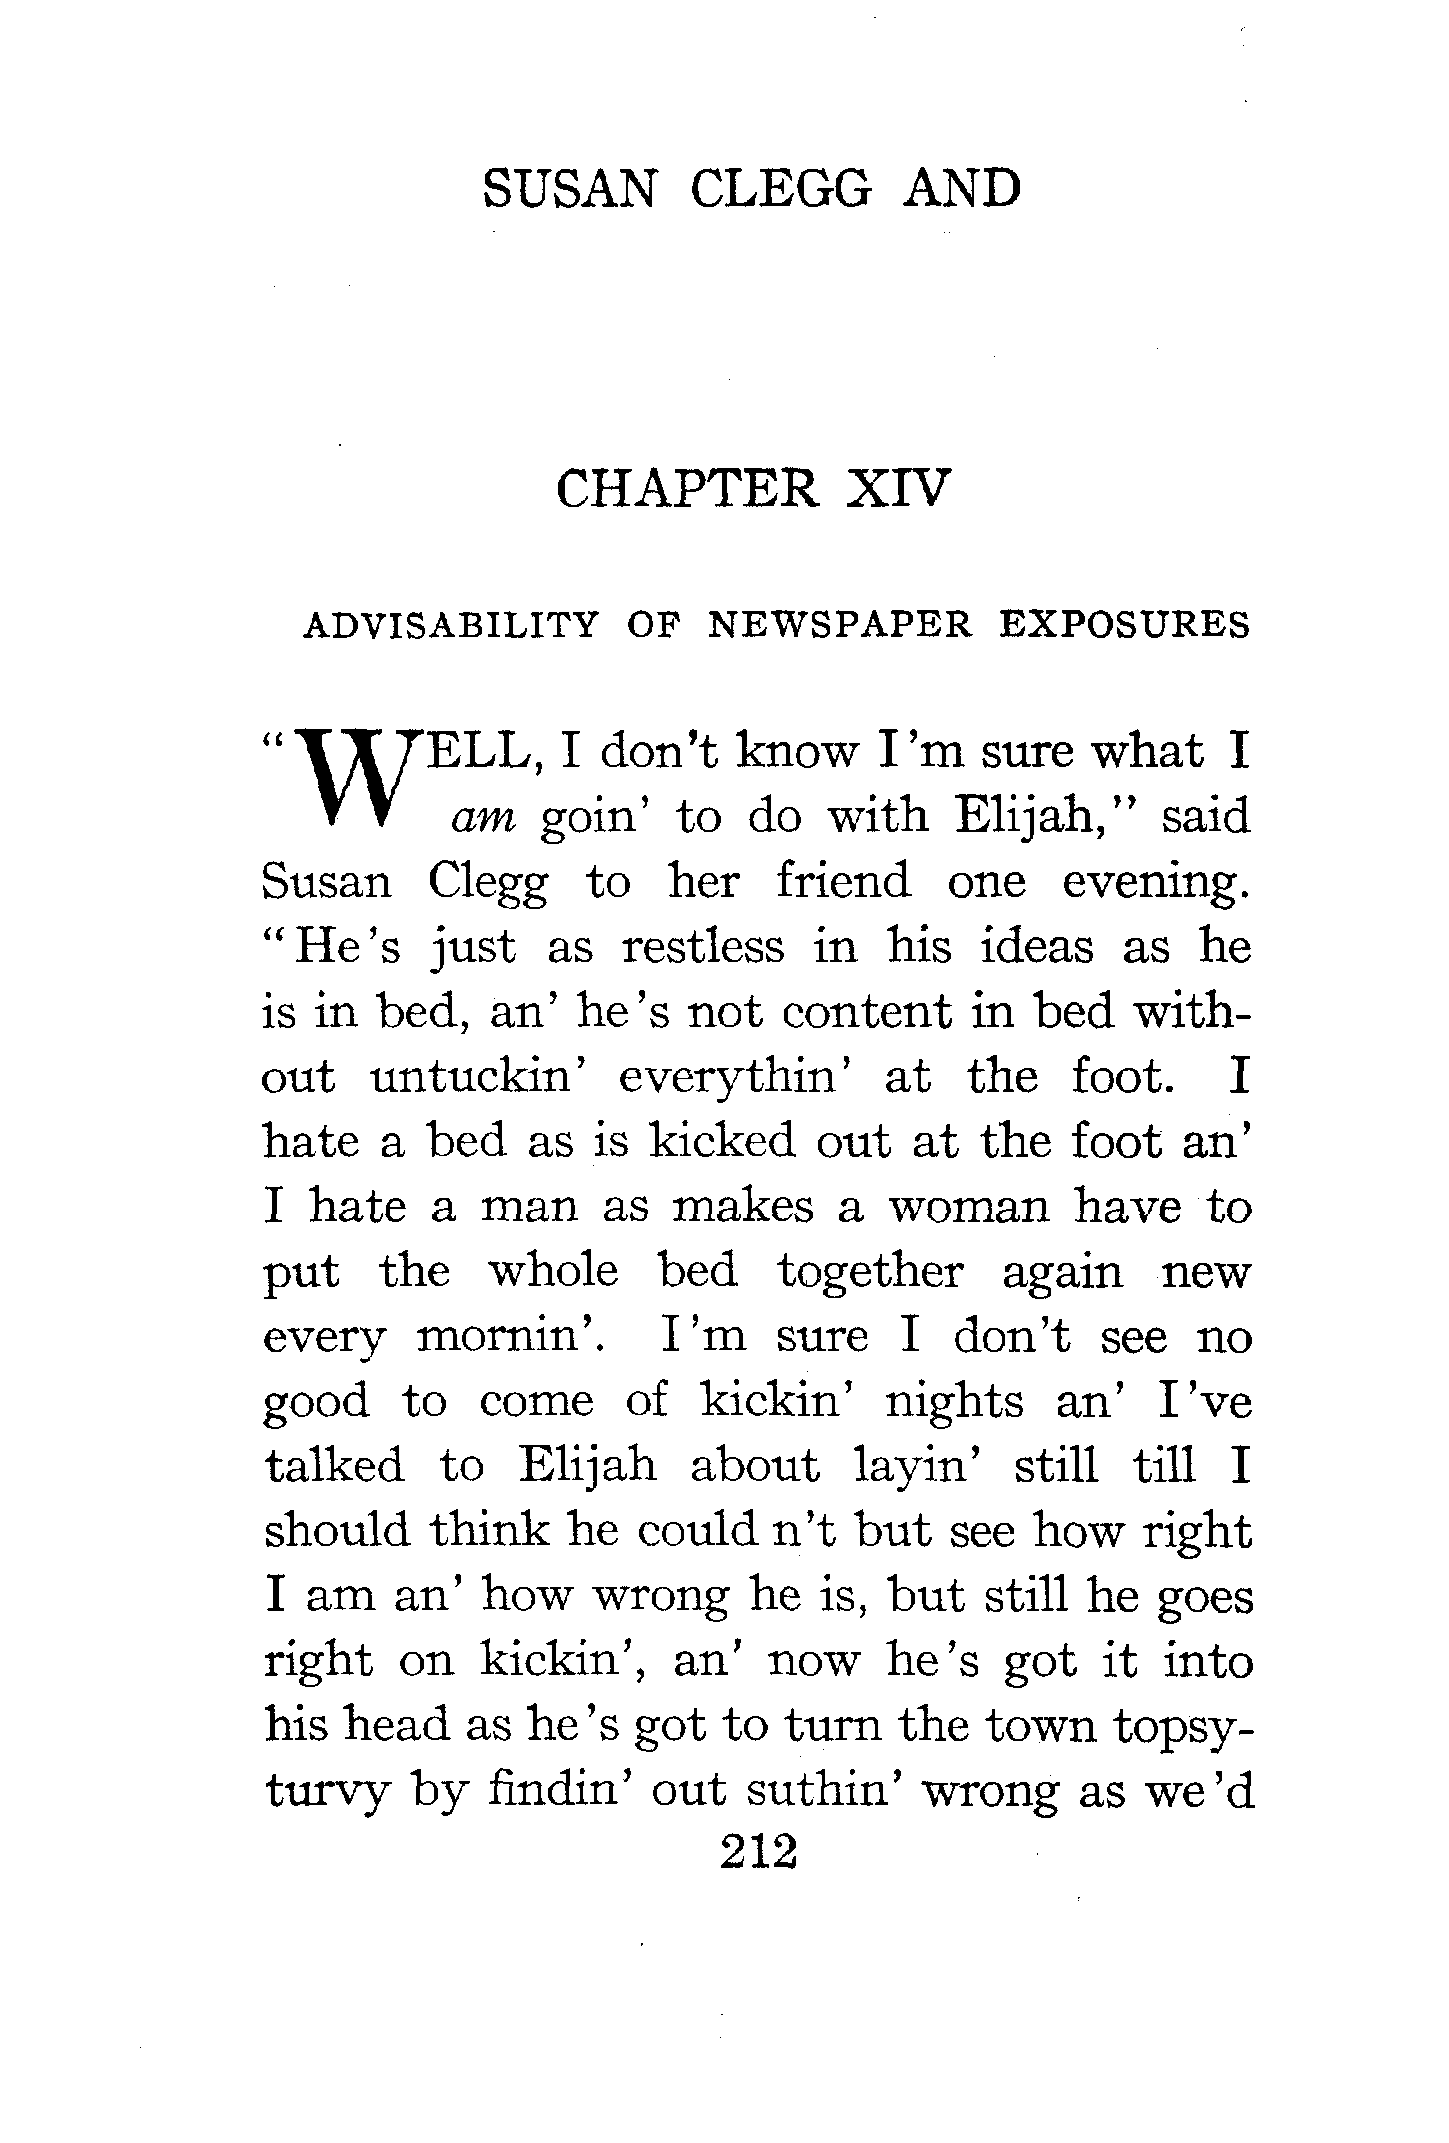 SUSAN CLEGG AND
CHAPTER XIV
ADVISABILITY OF NEWSPAPER EXPOSURES
"WELL, I don't know I'm sure what I
am goin' to do with Elijah," said
Susan Clegg to her friend one evening.
"He's just as restless in his ideas as he
is in bed, an' he's not content in bed with-
out untuckin' everythin' at the foot. I
hate a bed as is kicked out at the foot an'
I hate a man as makes a woman have to
put the whole bed together again new
every mornin'. I'm sure I don't see no
good to come of kickin' nights an' I've
talked to Elijah about layin' still till I
should think he could n't but see how right
I am an' how wrong he is, but still he goes
right on kickin', an' now he's got it into
his head as he's got to turn the town topsy-
turvy by findin' out suthin' wrong as we'd
212